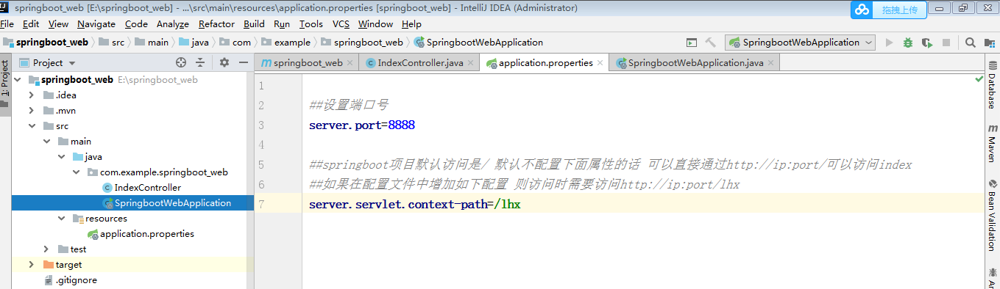 springboot_web [E:\springboot_web] - ...\src\main\resources\application.properties [springboot_web] - IntelliJ IDEA (Administrator)
拖拽上传
File Edit View Navigate Code Analyze Refactor Build Run Tools VCS Window Help
springboot_web src main java com example springboot_web SpringbootWebApplication
SpringbootWebApplication
1: Project
Project
springboot_web
IndexController.java
application.properties
SpringbootWebApplication.java
springboot_web E:\springboot_web
.idea
.mvn
src
main
java
com.example.springboot_web
IndexController
SpringbootWebApplication
resources
application.properties
test
target
.gitignore
1
2 ##设置端口号
3 server.port=8888
4
5 ##springboot项目默认访问是/ 默认不配置下面属性的话 可以直接通过http://ip:port/可以访问index
6 ##如果在配置文件中增加如下配置 则访问时需要访问http://ip:port/lhx
7 server.servlet.context-path=/lhx
Database
Maven
Bean Validation